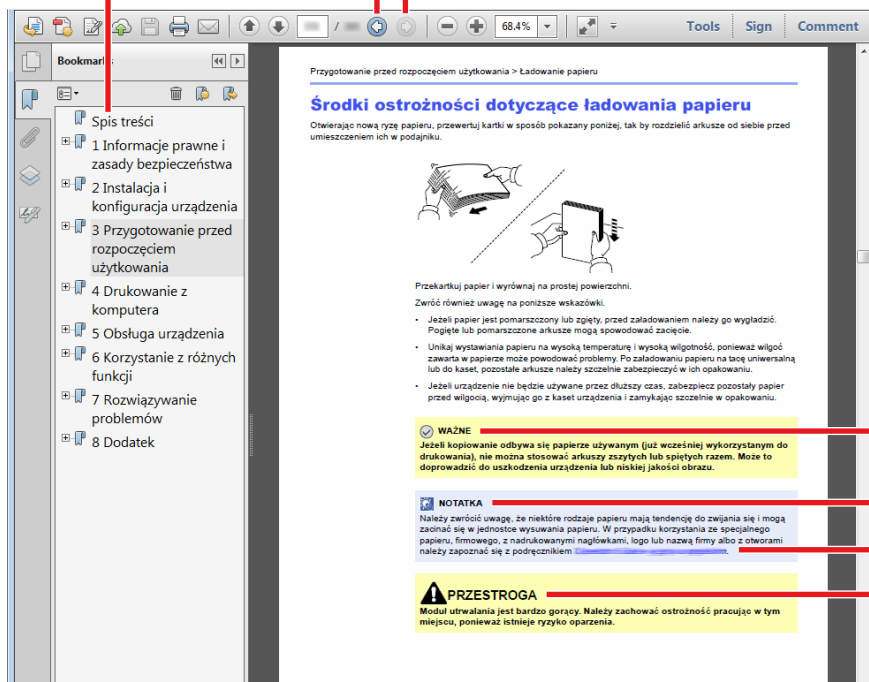 /
68.4%
Tools Sign Comment
Bookmar
Spis treści
1 Informacje prawne i
zasady bezpieczeństwa
2 Instalacja i
konfiguracja urządzenia
3 Przygotowanie przed
rozpoczęciem
użytkowania
4 Drukowanie z
komputera
5 Obsługa urządzenia
6 Korzystanie z różnych
funkcji
7 Rozwiązywanie
problemów
8 Dodatek
Przygotowanie przed rozpoczęciem użytkowania > Ładowanie papieru
Środki ostrożności dotyczące ładowania papieru
Otwierając nową ryzę papieru, przewertuj kartki w sposób pokazany poniżej, tak by rozdzielić arkusze od siebie przed
umieszczeniem ich w podajniku.
Przekartkuj papier i wyrównaj na prostej powierzchni.
Zwróć również uwagę na poniższe wskazówki.
• Jeżeli papier jest pomarszczony lub zgięty, przed załadowaniem należy go wygładzić.
Pogięte lub pomarszczone arkusze mogą spowodować zacięcie.
• Unikaj wystawiania papieru na wysoką temperaturę i wysoką wilgotność, ponieważ wilgoć
zawarta w papierze może powodować problemy. Po załadowaniu papieru na tacę uniwersalną
lub do kaset, pozostałe arkusze należy szczelnie zabezpieczyć w ich opakowaniu.
• Jeżeli urządzenie nie będzie używane przez dłuższy czas, zabezpiecz pozostały papier
przed wilgocią, wyjmując go z kaset urządzenia i zamykając szczelnie w opakowaniu.
WAŻNE
Jeżeli kopiowanie odbywa się papierze używanym (już wcześniej wykorzystanym do
drukowania), nie można stosować arkuszy zszytych lub spiętych razem. Może to
doprowadzić do uszkodzenia urządzenia lub niskiej jakości obrazu.
NOTATKA
Należy zwrócić uwagę, że niektóre rodzaje papieru mają tendencję do zwijania się i mogą
zacinać się w jednostce wysuwania papieru. W przypadku korzystania ze specjalnego
papieru, firmowego, z nadrukowanymi nagłówkami, logo lub nazwą firmy albo z otworami
należy zapoznać się z podręcznikiem .
PRZESTROGA
Moduł utrwalania jest bardzo gorący. Należy zachować ostrożność pracując w tym
miejscu, ponieważ istnieje ryzyko oparzenia.